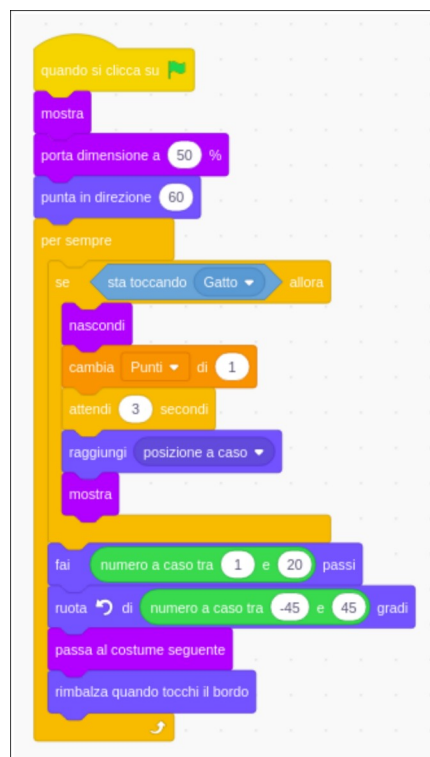 quando si clicca su
mostra
porta dimensione a 50 %
punta in direzione 60
per sempre
se sta toccando Gatto allora
nascondi
cambia Punti di 1
attendi 3 secondi
raggiungi posizione a caso
mostra
fai numero a caso tra 1 e 20 passi
ruota di numero a caso tra -45 e 45 gradi
passa al costume seguente
rimbalza quando tocchi il bordo